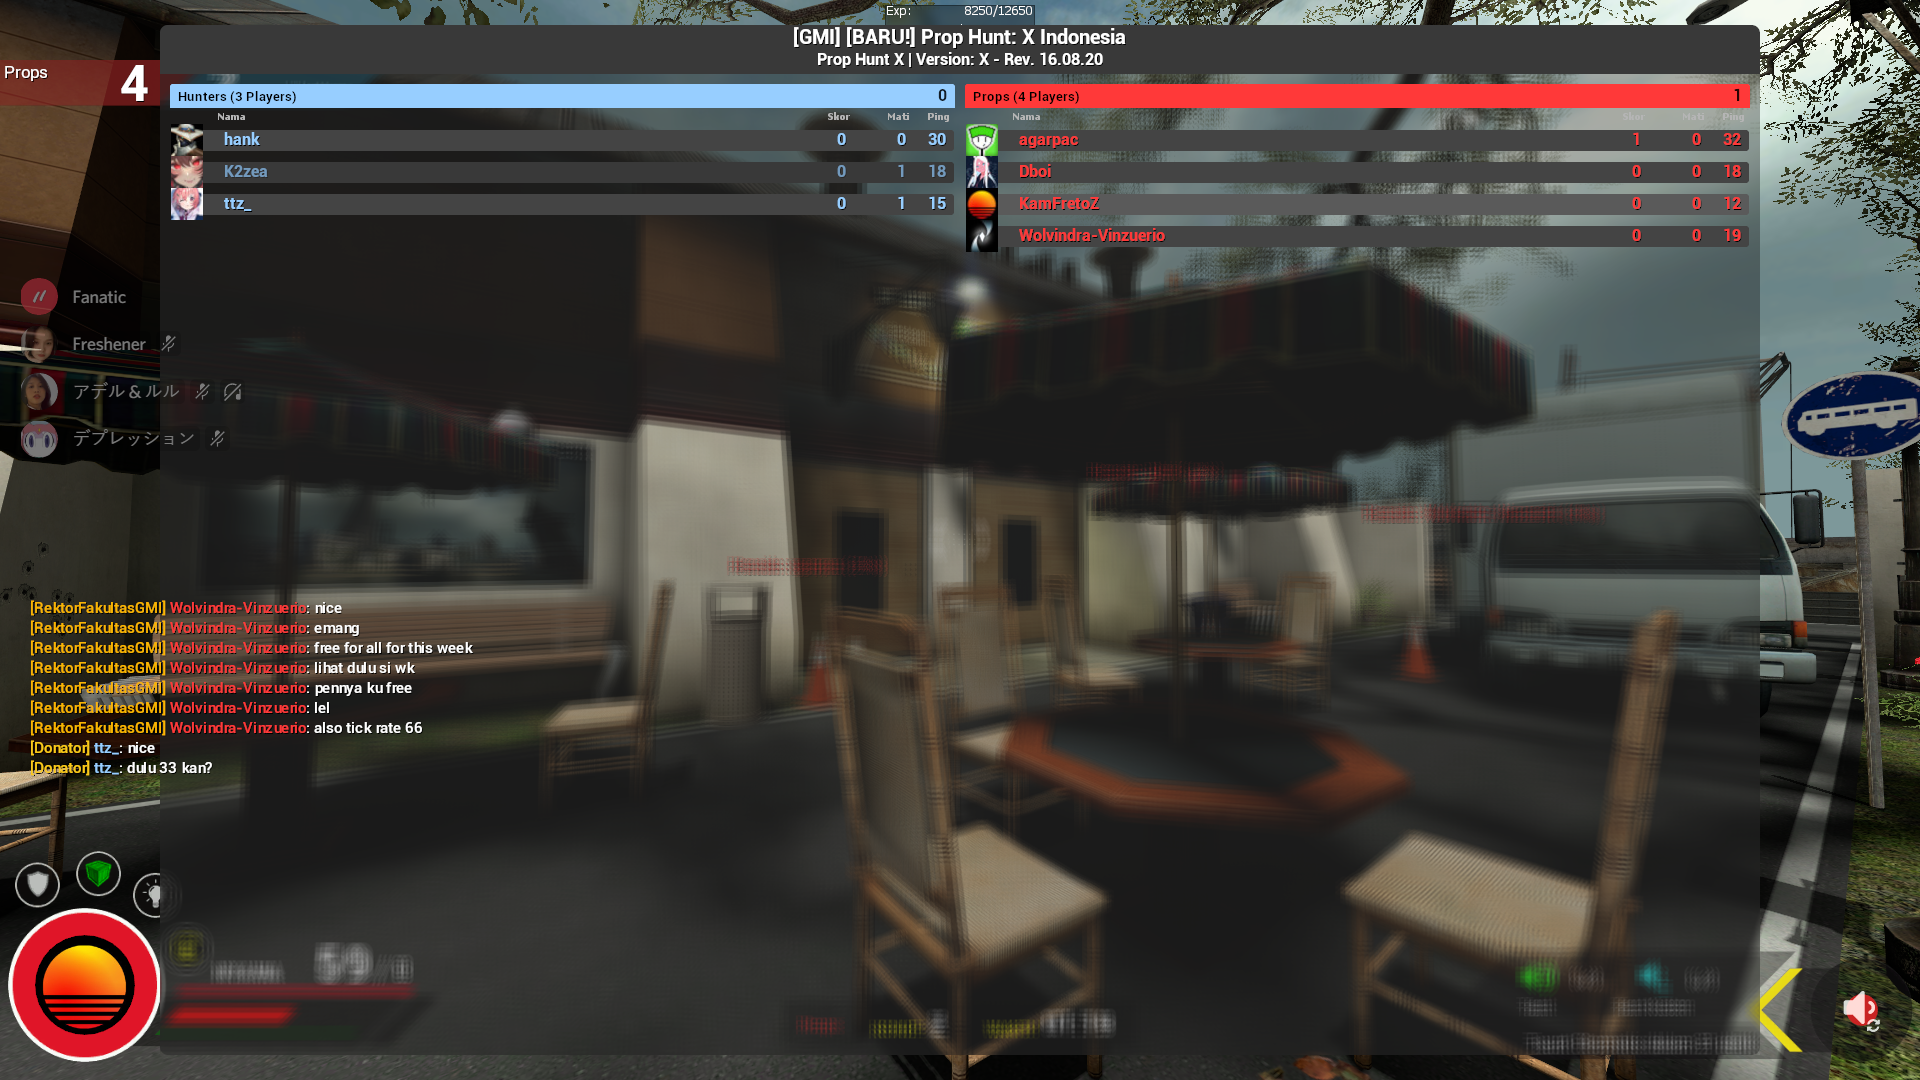 Exp: 8250/12650
[GMI] [BARU!] Prop Hunt: X Indonesia
Prop Hunt X | Version: X - Rev. 16.08.20
Props 4
Hunters (3 Players) 0
Nama Skor Mati Ping
hank 0 0 30
K2zea 0 1 18
ttz_ 0 1 15
Props (4 Players) 1
Nama Skor Mati Ping
agarpac 1 0 32
Dboi 0 0 18
KamFretoZ 0 0 12
Wolvindra-Vinzuerio 0 0 19
Fanatic
Freshener
アデル & ルル
デプレッション
[RektorFakultasGMI] Wolvindra-Vinzuerio: nice
[RektorFakultasGMI] Wolvindra-Vinzuerio: emang
[RektorFakultasGMI] Wolvindra-Vinzuerio: free for all for this week
[RektorFakultasGMI] Wolvindra-Vinzuerio: lihat dulu si wk
[RektorFakultasGMI] Wolvindra-Vinzuerio: pennya ku free
[RektorFakultasGMI] Wolvindra-Vinzuerio: lel
[RektorFakultasGMI] Wolvindra-Vinzuerio: also tick rate 66
[Donator] ttz_: nice
[Donator] ttz_: dulu 33 kan?
59